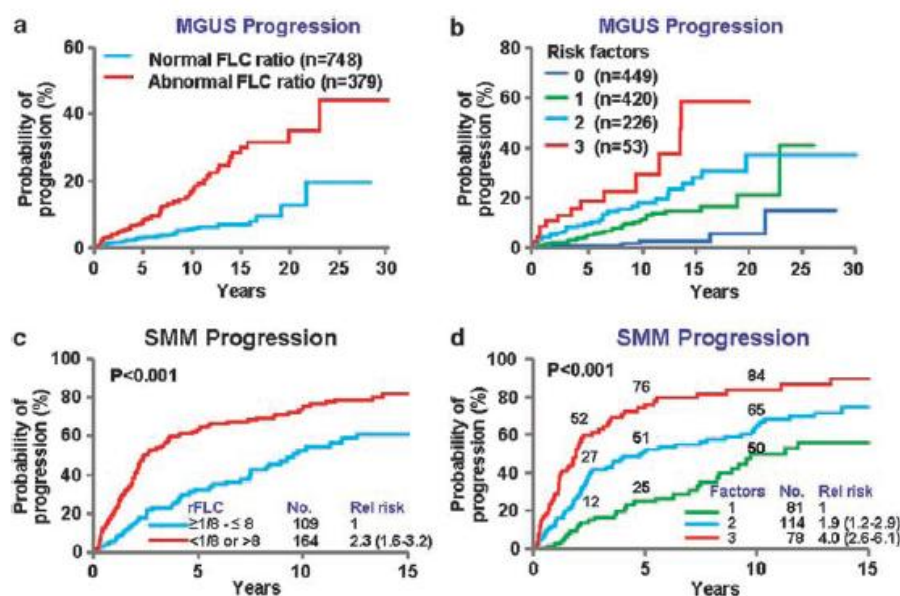 a
MGUS Progression
Probability of progression (%)
60
40
20
0
Normal FLC ratio (n=748)
Abnormal FLC ratio (n=379)
0 5 10 15 20 25 30
Years
b
MGUS Progression
Probability of progression (%)
80
60
40
20
0
Risk factors
0 (n=449)
1 (n=420)
2 (n=226)
3 (n=53)
0 5 10 15 20 25 30
Years
c
SMM Progression
Probability of progression (%)
100
80
60
40
20
0
P<0.001
rFLC No. Rel risk
≥1/8 - ≤ 8 109 1
<1/8 or >8 164 2.3 (1.6-3.2)
0 5 10 15
Years
d
SMM Progression
Probability of progression (%)
100
80
60
40
20
0
P<0.001
52 76 84
27 51 65
12 25 50
Factors No. Rel risk
1 81 1
2 114 1.9 (1.2-2.9)
3 78 4.0 (2.6-6.1)
0 5 10 15
Years